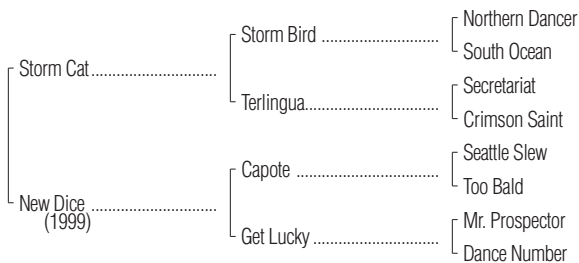 Northern Dancer
Storm Bird ..............................
South Ocean
Storm Cat ................................
Secretariat
Terlingua..............................
Crimson Saint
Seattle Slew
Capote ....................................
Too Bald
New Dice ................................
(1999)
Mr. Prospector
Get Lucky ..............................
Dance Number